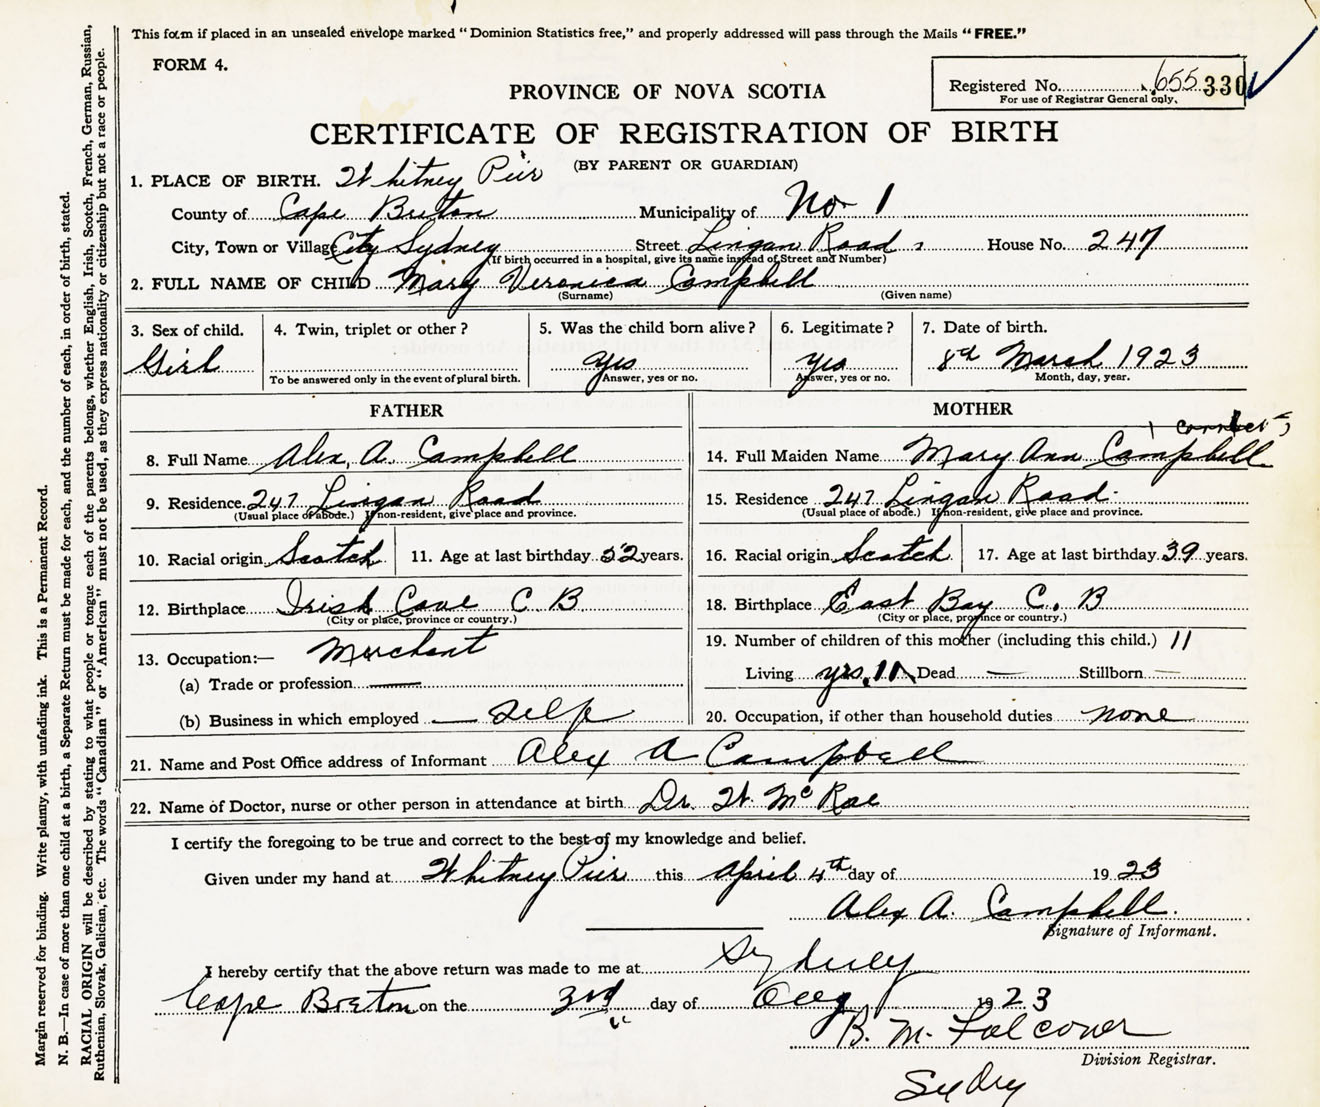 This form if placed in an unsealed envelope marked "Dominion Statistics free," and properly addressed will pass through the Mails "FREE."
FORM 4.
Registered No. 655 330
For use of Registrar General only.
PROVINCE OF NOVA SCOTIA
CERTIFICATE OF REGISTRATION OF BIRTH
(BY PARENT OR GUARDIAN)
1. PLACE OF BIRTH. Whitney Pier
County of Cape Breton Municipality of No 1
City, Town or Village City Sydney Street Lingan Road House No. 247
(If birth occurred in a hospital, give its name instead of Street and Number)
2. FULL NAME OF CHILD Mary Veronica Campbell
(Surname) (Given name)
3. Sex of child. 4. Twin, triplet or other? 5. Was the child born alive? 6. Legitimate? 7. Date of birth.
Girl yes yes 8th March 1923
To be answered only in the event of plural birth. Answer, yes or no. Answer, yes or no. Month, day, year.
FATHER
8. Full Name Alex, A. Campbell
9. Residence 247 Lingan Road
(Usual place of abode.) If non-resident, give place and province.
10. Racial origin Scotch 11. Age at last birthday 52 years.
12. Birthplace Irish Cove C B
(City or place, province or country.)
13. Occupation:— Merchant
(a) Trade or profession —
(b) Business in which employed — self
MOTHER
correct
14. Full Maiden Name Mary Ann Campbell
15. Residence 247 Lingan Road
(Usual place of abode.) If non-resident, give place and province.
16. Racial origin Scotch 17. Age at last birthday 39 years.
18. Birthplace East Bay C. B
(City or place, province or country.)
19. Number of children of this mother (including this child.) 11
Living yes. 11 Dead — Stillborn —
20. Occupation, if other than household duties none
21. Name and Post Office address of Informant Alex A Campbell
22. Name of Doctor, nurse or other person in attendance at birth Dr. W. McRae
I certify the foregoing to be true and correct to the best of my knowledge and belief.
Given under my hand at Whitney Pier this April 4th day of 19 23
Alex A. Campbell.
Signature of Informant.
I hereby certify that the above return was made to me at Sydney
Cape Breton on the 3rd day of Aug 19 23
B. M. Falconer
Division Registrar.
Sydney
Margin reserved for binding. Write plainly, with unfading ink. This is a Permanent Record.
N. B.—In case of more than one child at a birth, a Separate Return must be made for each, and the number of each, in order of birth, stated.
RACIAL ORIGIN will be described by stating to what people or tongue each of the parents belongs, whether English, Irish, Scotch, French, German, Russian,
Ruthenian, Slovak, Galician, etc. The words "Canadian" or "American" must not be used, as they express nationality or citizenship but not a race or people.